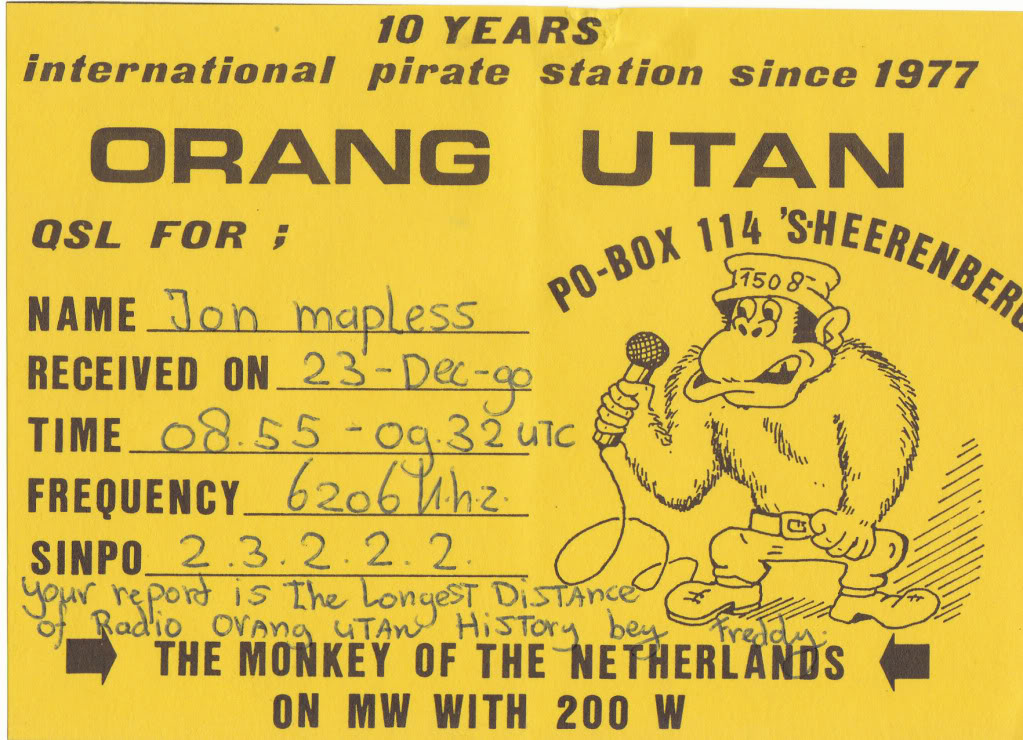 10 YEARS
international pirate station since 1977
ORANG UTAN
QSL FOR ;
PO-BOX 114 'S-HEERENBERG
1508
NAME Jon mapless
RECEIVED ON 23-Dec-90
TIME 08.55 - 09.32 UTC
FREQUENCY 6206 K.h.z.
SINPO 2.3.2.2.2.
your report is The Longest DisTAnce
of Radio Orang uTAn HisTory bey Freddy.
THE MONKEY OF THE NETHERLANDS
ON MW WITH 200 W